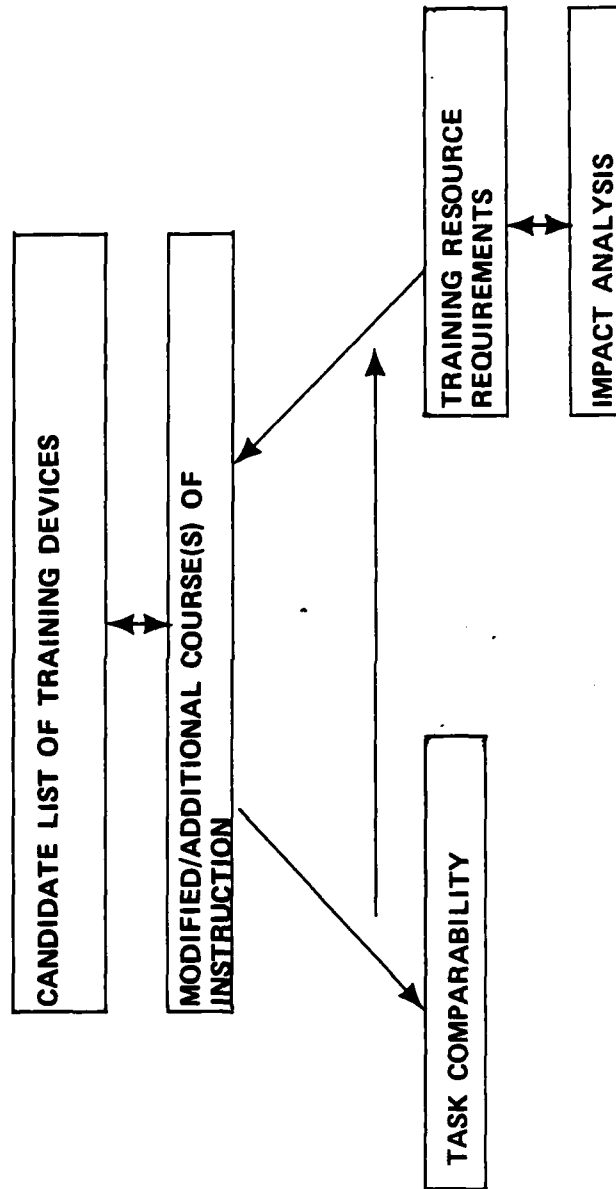 CANDIDATE LIST OF TRAINING DEVICES
MODIFIED/ADDITIONAL COURSE(S) OF
INSTRUCTION
TASK COMPARABILITY
TRAINING RESOURCE
REQUIREMENTS
IMPACT ANALYSIS